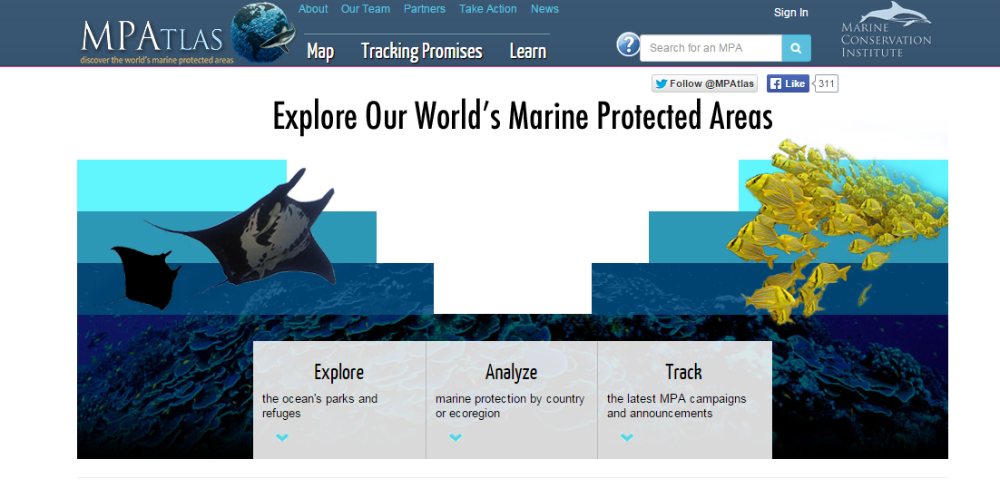 About Our Team Partners Take Action News
Sign In
MPATLAS
discover the world's marine protected areas
Map Tracking Promises Learn
?
Search for an MPA
MARINE
CONSERVATION
INSTITUTE
Follow @MPAtlas
Like
311
Explore Our World's Marine Protected Areas
Explore
the ocean's parks and
refuges
Analyze
marine protection by country
or ecoregion
Track
the latest MPA campaigns
and announcements